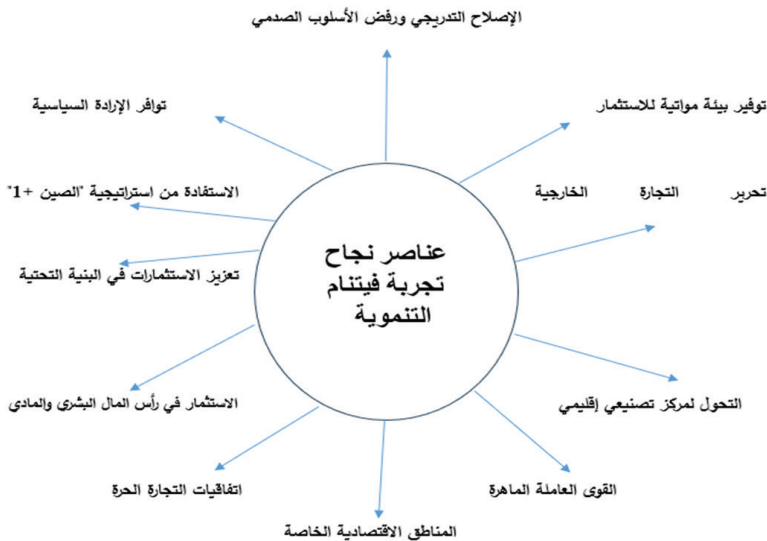 الإصلاح التدريجي ورفض الأسلوب الصدمي
توفير بيئة مواتية للاستثمار
توافر الإرادة السياسية
تحرير التجارة الخارجية
الاستفادة من استراتيجية "الصين +1"
عناصر نجاح
تجربة فيتنام
التنموية
تعزيز الاستثمارات في البنية التحتية
التحول لمركز تصنيعي إقليمي
الاستثمار في رأس المال البشرى والمادى
القوى العاملة الماهرة
اتفاقيات التجارة الحرة
المناطق الاقتصادية الخاصة